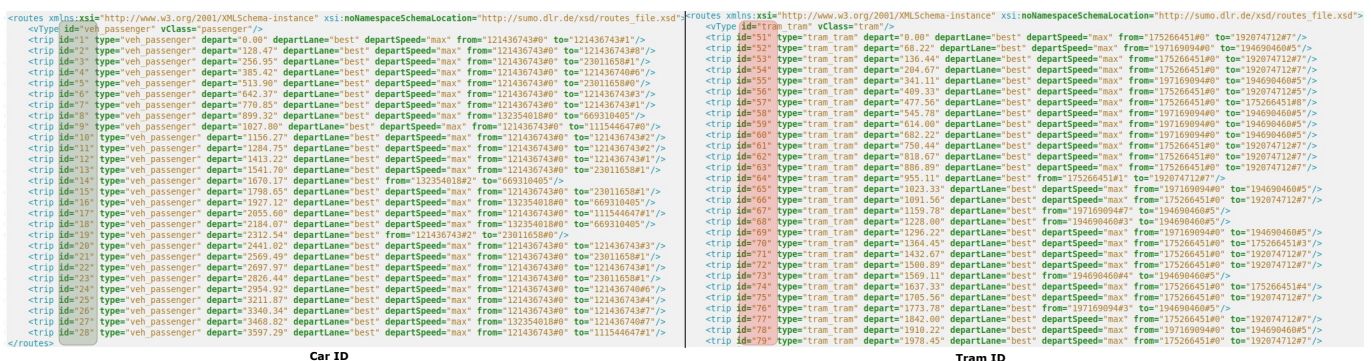 <routes xmlns:xsi="http://www.w3.org/2001/XMLSchema-instance" xsi:noNamespaceSchemaLocation="http://sumo.dlr.de/xsd/routes_file.xsd">
<vType id="veh_passenger" vClass="passenger"/>
<trip id="1" type="veh_passenger" depart="0.00" departLane="best" departSpeed="max" from="121436743#0" to="121436743#1"/>
<trip id="2" type="veh_passenger" depart="128.47" departLane="best" departSpeed="max" from="121436743#0" to="121436743#8"/>
<trip id="3" type="veh_passenger" depart="256.95" departLane="best" departSpeed="max" from="121436743#0" to="23011658#1"/>
<trip id="4" type="veh_passenger" depart="385.42" departLane="best" departSpeed="max" from="121436743#0" to="121436740#6"/>
<trip id="5" type="veh_passenger" depart="513.90" departLane="best" departSpeed="max" from="121436743#0" to="23011658#0"/>
<trip id="6" type="veh_passenger" depart="642.37" departLane="best" departSpeed="max" from="121436743#0" to="121436743#3"/>
<trip id="7" type="veh_passenger" depart="770.85" departLane="best" departSpeed="max" from="121436743#0" to="121436743#1"/>
<trip id="8" type="veh_passenger" depart="899.32" departLane="best" departSpeed="max" from="132354018#0" to="669310405"/>
<trip id="9" type="veh_passenger" depart="1027.80" departLane="best" departSpeed="max" from="121436743#0" to="111544647#0"/>
<trip id="10" type="veh_passenger" depart="1156.27" departLane="best" departSpeed="max" from="121436743#0" to="121436743#2"/>
<trip id="11" type="veh_passenger" depart="1284.75" departLane="best" departSpeed="max" from="121436743#0" to="121436743#2"/>
<trip id="12" type="veh_passenger" depart="1413.22" departLane="best" departSpeed="max" from="121436743#0" to="121436743#1"/>
<trip id="13" type="veh_passenger" depart="1541.70" departLane="best" departSpeed="max" from="121436743#0" to="23011658#1"/>
<trip id="14" type="veh_passenger" depart="1670.17" departLane="best" from="132354018#2" to="669310405"/>
<trip id="15" type="veh_passenger" depart="1798.65" departLane="best" departSpeed="max" from="121436743#0" to="23011658#1"/>
<trip id="16" type="veh_passenger" depart="1927.12" departLane="best" departSpeed="max" from="132354018#0" to="669310405"/>
<trip id="17" type="veh_passenger" depart="2055.60" departLane="best" departSpeed="max" from="121436743#0" to="111544647#1"/>
<trip id="18" type="veh_passenger" depart="2184.07" departLane="best" departSpeed="max" from="132354018#0" to="669310405"/>
<trip id="19" type="veh_passenger" depart="2312.54" departLane="best" from="121436743#2" to="23011658#0"/>
<trip id="20" type="veh_passenger" depart="2441.02" departLane="best" departSpeed="max" from="121436743#0" to="121436743#3"/>
<trip id="21" type="veh_passenger" depart="2569.49" departLane="best" departSpeed="max" from="121436743#0" to="23011658#1"/>
<trip id="22" type="veh_passenger" depart="2697.97" departLane="best" departSpeed="max" from="121436743#0" to="121436743#1"/>
<trip id="23" type="veh_passenger" depart="2826.44" departLane="best" departSpeed="max" from="121436743#0" to="23011658#1"/>
<trip id="24" type="veh_passenger" depart="2954.92" departLane="best" departSpeed="max" from="121436743#0" to="121436740#6"/>
<trip id="25" type="veh_passenger" depart="3211.87" departLane="best" departSpeed="max" from="121436743#0" to="121436743#4"/>
<trip id="26" type="veh_passenger" depart="3340.34" departLane="best" departSpeed="max" from="121436743#0" to="121436743#7"/>
<trip id="27" type="veh_passenger" depart="3468.82" departLane="best" departSpeed="max" from="132354018#0" to="121436740#7"/>
<trip id="28" type="veh_passenger" depart="3597.29" departLane="best" departSpeed="max" from="121436743#0" to="111544647#1"/>
</routes>
Car ID
<routes xmlns:xsi="http://www.w3.org/2001/XMLSchema-instance" xsi:noNamespaceSchemaLocation="http://sumo.dlr.de/xsd/routes_file.xsd">
<vType id="tram_tram" vClass="tram"/>
<trip id="51" type="tram_tram" depart="0.00" departLane="best" departSpeed="max" from="175266451#0" to="192074712#7"/>
<trip id="52" type="tram_tram" depart="68.22" departLane="best" departSpeed="max" from="197169094#0" to="194690460#5"/>
<trip id="53" type="tram_tram" depart="136.44" departLane="best" departSpeed="max" from="175266451#0" to="192074712#7"/>
<trip id="54" type="tram_tram" depart="204.67" departLane="best" departSpeed="max" from="175266451#0" to="192074712#7"/>
<trip id="55" type="tram_tram" depart="341.11" departLane="best" departSpeed="max" from="197169094#0" to="194690460#5"/>
<trip id="56" type="tram_tram" depart="409.33" departLane="best" departSpeed="max" from="175266451#0" to="192074712#5"/>
<trip id="57" type="tram_tram" depart="477.56" departLane="best" departSpeed="max" from="175266451#0" to="175266451#8"/>
<trip id="58" type="tram_tram" depart="545.78" departLane="best" departSpeed="max" from="197169094#0" to="194690460#5"/>
<trip id="59" type="tram_tram" depart="614.00" departLane="best" departSpeed="max" from="197169094#0" to="194690460#5"/>
<trip id="60" type="tram_tram" depart="682.22" departLane="best" departSpeed="max" from="197169094#0" to="194690460#5"/>
<trip id="61" type="tram_tram" depart="750.44" departLane="best" departSpeed="max" from="175266451#0" to="192074712#7"/>
<trip id="62" type="tram_tram" depart="818.67" departLane="best" departSpeed="max" from="175266451#0" to="192074712#7"/>
<trip id="63" type="tram_tram" depart="886.89" departLane="best" departSpeed="max" from="175266451#0" to="192074712#7"/>
<trip id="64" type="tram_tram" depart="955.11" departLane="best" from="175266451#1" to="192074712#7"/>
<trip id="65" type="tram_tram" depart="1023.33" departLane="best" departSpeed="max" from="197169094#0" to="194690460#5"/>
<trip id="66" type="tram_tram" depart="1091.56" departLane="best" departSpeed="max" from="175266451#0" to="192074712#7"/>
<trip id="67" type="tram_tram" depart="1159.78" departLane="best" from="197169094#7" to="194690460#5"/>
<trip id="68" type="tram_tram" depart="1228.00" departLane="best" from="194690460#3" to="194690460#5"/>
<trip id="69" type="tram_tram" depart="1296.22" departLane="best" departSpeed="max" from="197169094#0" to="194690460#5"/>
<trip id="70" type="tram_tram" depart="1364.45" departLane="best" departSpeed="max" from="175266451#0" to="175266451#3"/>
<trip id="71" type="tram_tram" depart="1432.67" departLane="best" departSpeed="max" from="175266451#0" to="192074712#7"/>
<trip id="72" type="tram_tram" depart="1500.89" departLane="best" departSpeed="max" from="175266451#0" to="192074712#7"/>
<trip id="73" type="tram_tram" depart="1569.11" departLane="best" from="194690460#4" to="194690460#5"/>
<trip id="74" type="tram_tram" depart="1637.33" departLane="best" departSpeed="max" from="175266451#0" to="175266451#4"/>
<trip id="75" type="tram_tram" depart="1705.56" departLane="best" departSpeed="max" from="175266451#0" to="192074712#7"/>
<trip id="76" type="tram_tram" depart="1773.78" departLane="best" from="197169094#3" to="194690460#5"/>
<trip id="77" type="tram_tram" depart="1842.00" departLane="best" departSpeed="max" from="175266451#0" to="192074712#7"/>
<trip id="78" type="tram_tram" depart="1910.22" departLane="best" departSpeed="max" from="197169094#0" to="194690460#5"/>
<trip id="79" type="tram_tram" depart="1978.45" departLane="best" departSpeed="max" from="175266451#0" to="192074712#7"/>
Tram ID